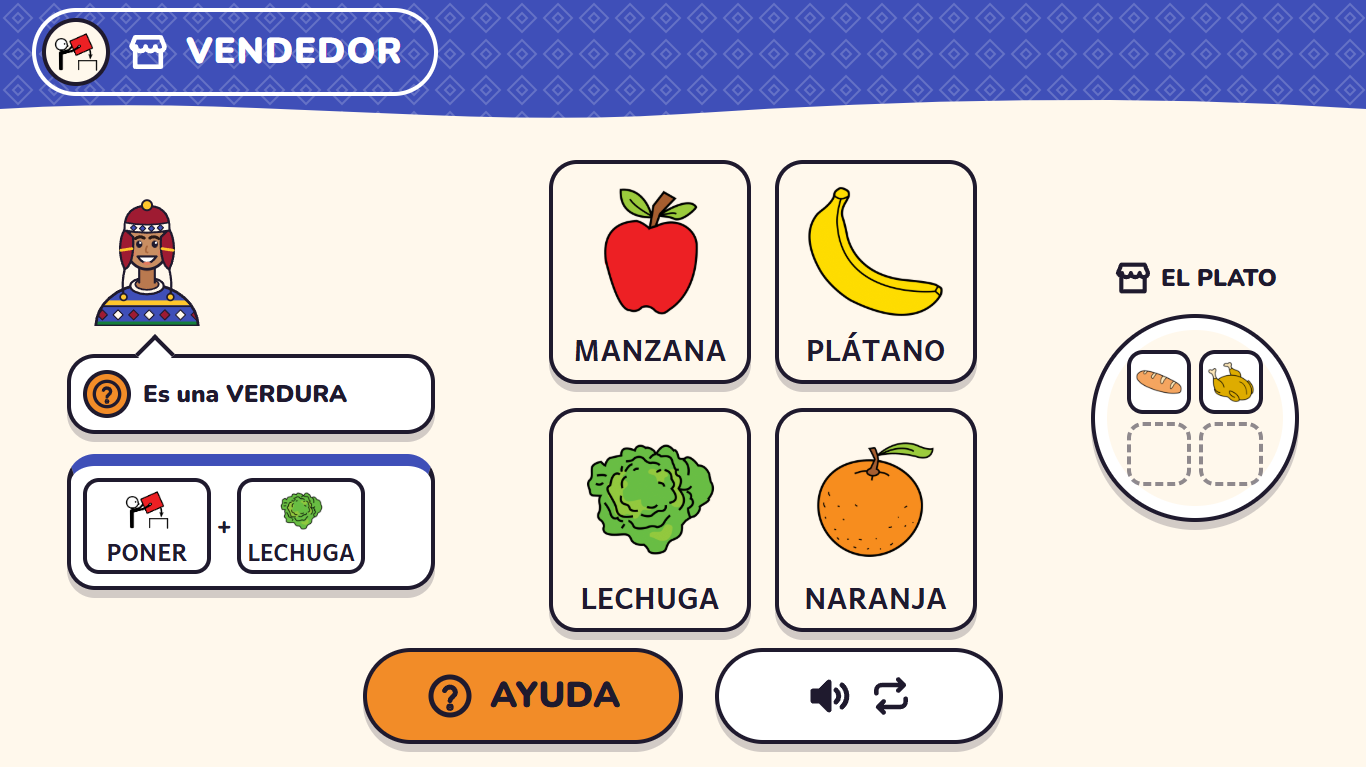 VENDEDOR
Es una VERDURA
PONER + LECHUGA
MANZANA
PLÁTANO
LECHUGA
NARANJA
EL PLATO
AYUDA